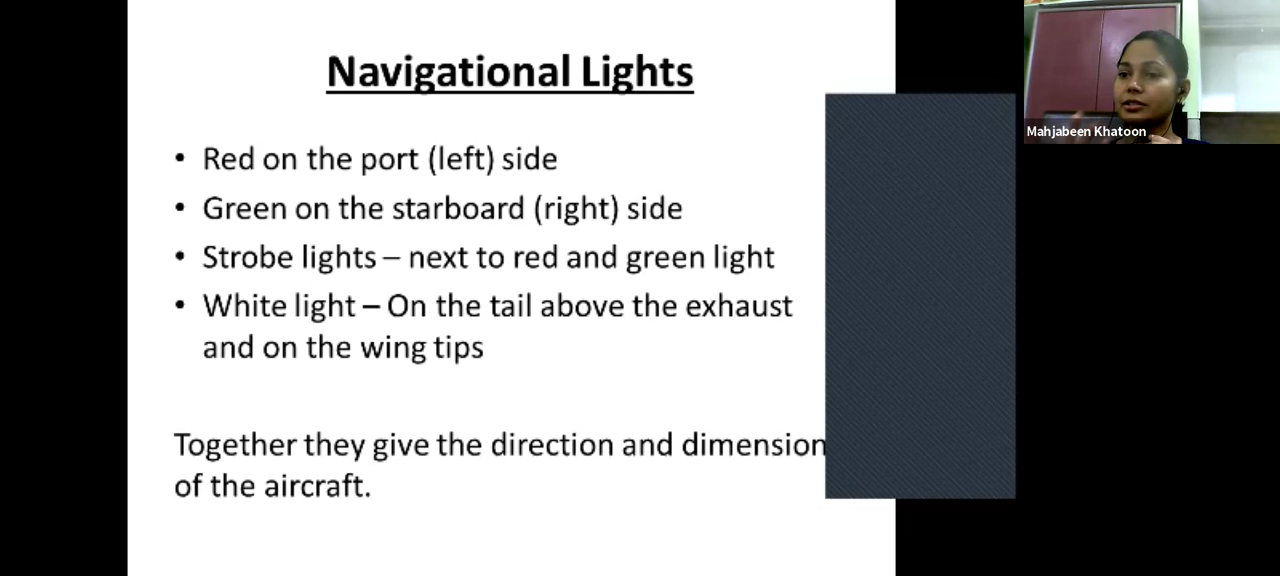 Navigational Lights
• Red on the port (left) side
• Green on the starboard (right) side
• Strobe lights – next to red and green light
• White light – On the tail above the exhaust
and on the wing tips
Together they give the direction and dimension
of the aircraft.
Mahjabeen Khatoon